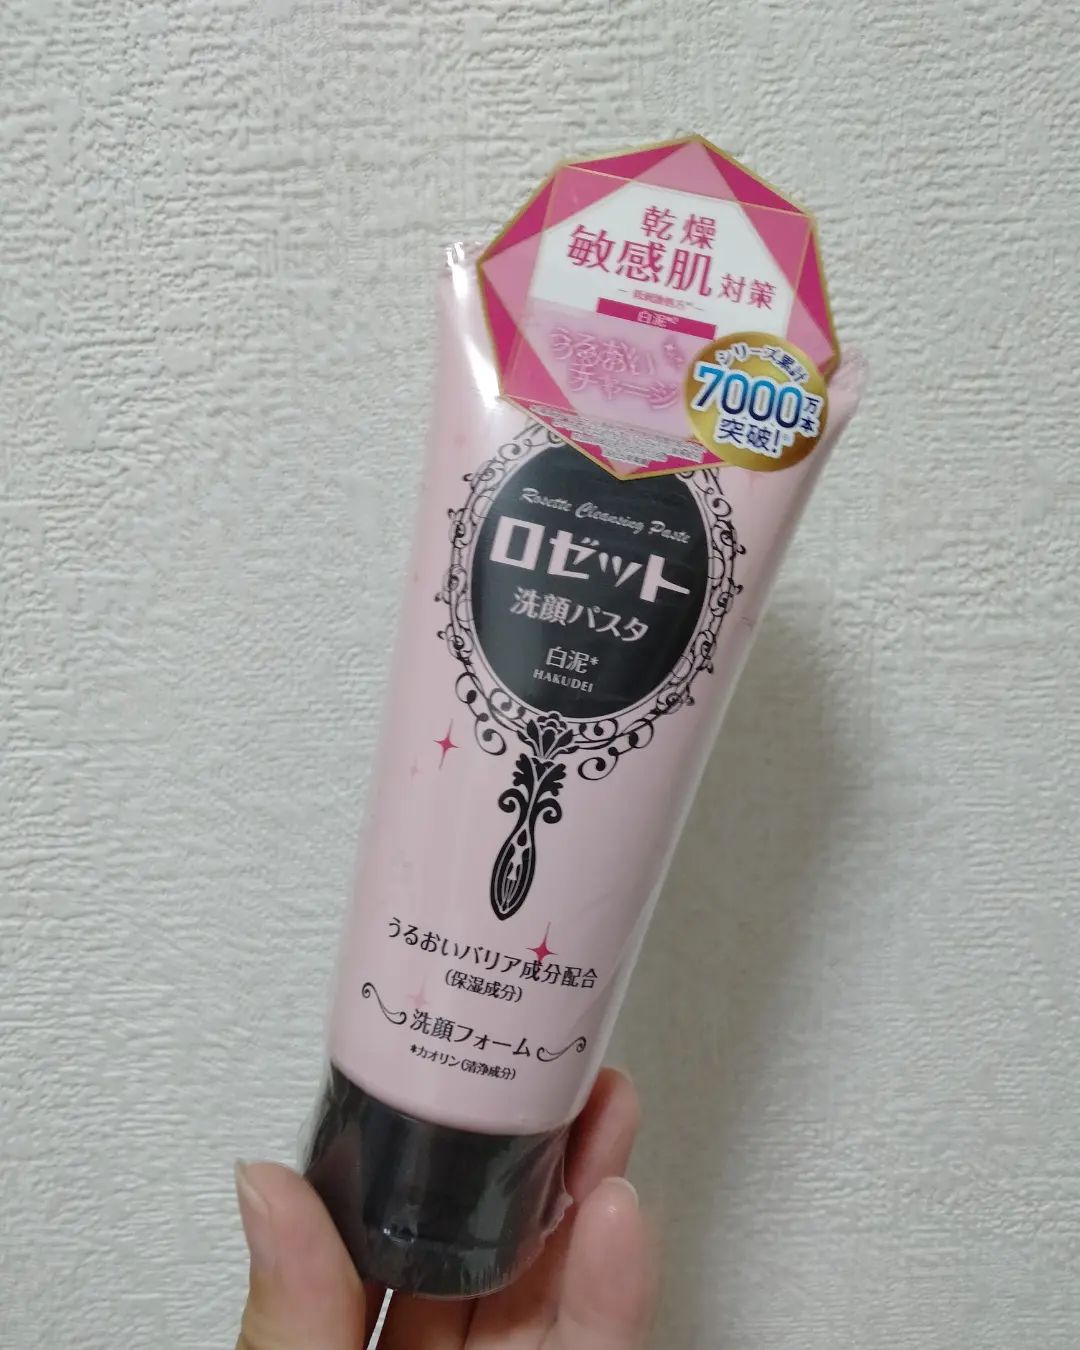 乾燥
敏感肌対策
白泥
うるおい
チャージ
シリーズ累計
7000万本
突破!
Rosette Cleansing Paste
ロゼット
洗顔パスタ
白泥*
HAKUDEI
うるおいバリア成分配合
(保湿成分)
洗顔フォーム
*カオリン(清浄成分)